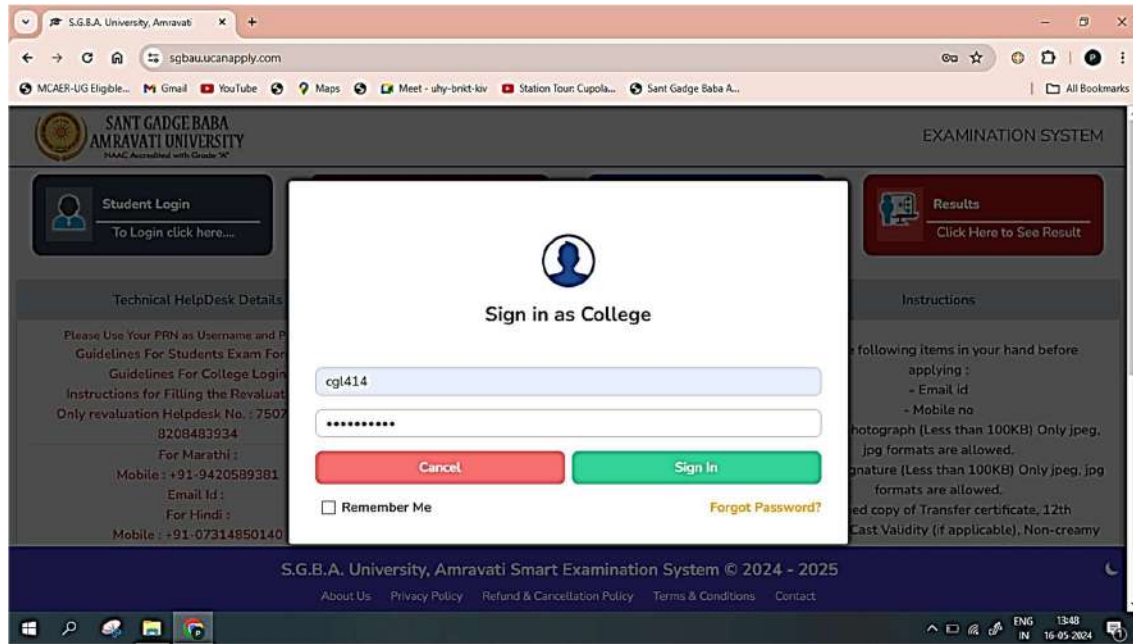 S.G.B.A. University, Amravati
sgbau.ucanapply.com
MCAER-UG Eligible... Gmail YouTube Maps Meet - uhy-bnkt-kiv Station Tour: Cupola... Sant Gadge Baba A... All Bookmarks
SANT GADGE BABA
AMRAVATI UNIVERSITY
NAAC Accredited with Grade "A"
EXAMINATION SYSTEM
Student Login
To Login click here....
Results
Click Here to See Result
Technical HelpDesk Details
Please Use Your PRN as Username and P
Guidelines For Students Exam For
Guidelines For College Login
Instructions for Filling the Revaluat
Only revaluation Helpdesk No. : 7507
8208483934
For Marathi :
Mobile : +91-9420589381
Email Id :
For Hindi :
Mobile : +91-07314850140
Sign in as College
cgl414
••••••••••
Cancel
Sign In
Remember Me
Forgot Password?
Instructions
following items in your hand before
applying :
- Email id
- Mobile no
hotograph (Less than 100KB) Only jpeg,
jpg formats are allowed.
gnature (Less than 100KB) Only jpeg, jpg
formats are allowed.
ed copy of Transfer certificate, 12th
Cast Validity (if applicable), Non-creamy
S.G.B.A. University, Amravati Smart Examination System © 2024 - 2025
About Us Privacy Policy Refund & Cancellation Policy Terms & Conditions Contact
ENG
IN
13:48
16-05-2024